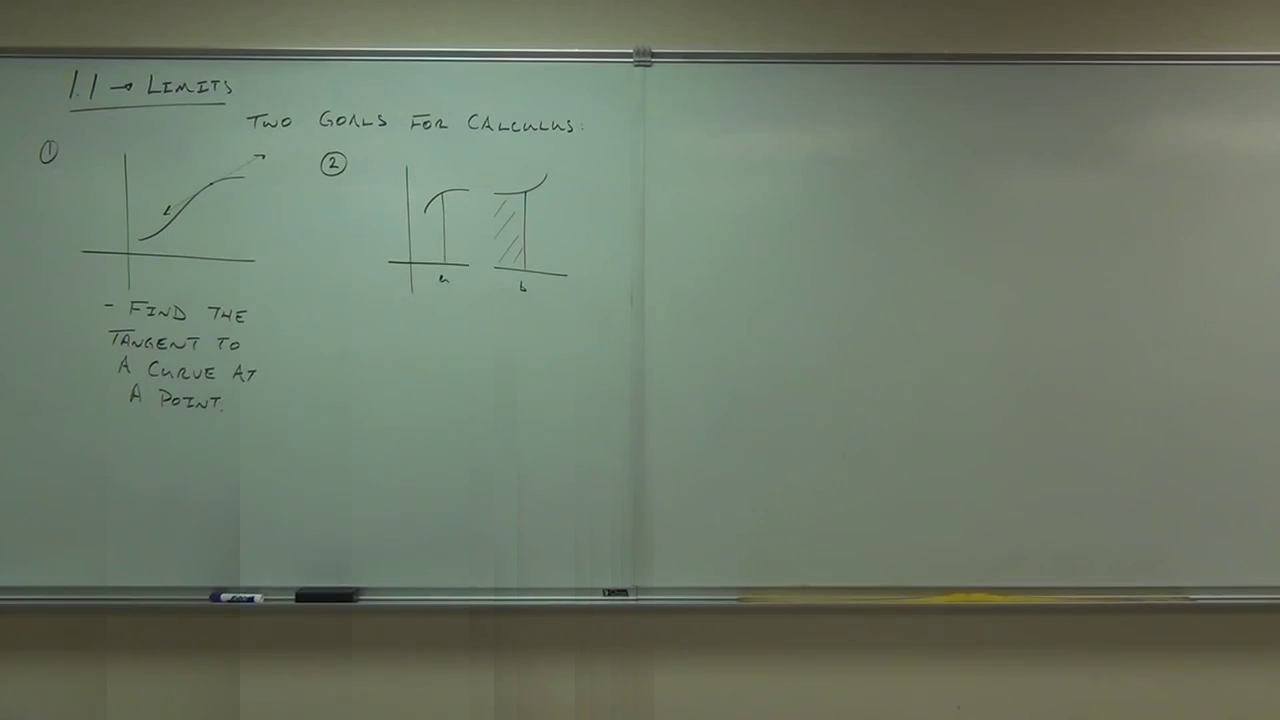 1.1 → LIMITS
TWO GOALS FOR CALCULUS:
①
②
a
b
- FIND THE
TANGENT TO
A CURVE AT
A POINT.